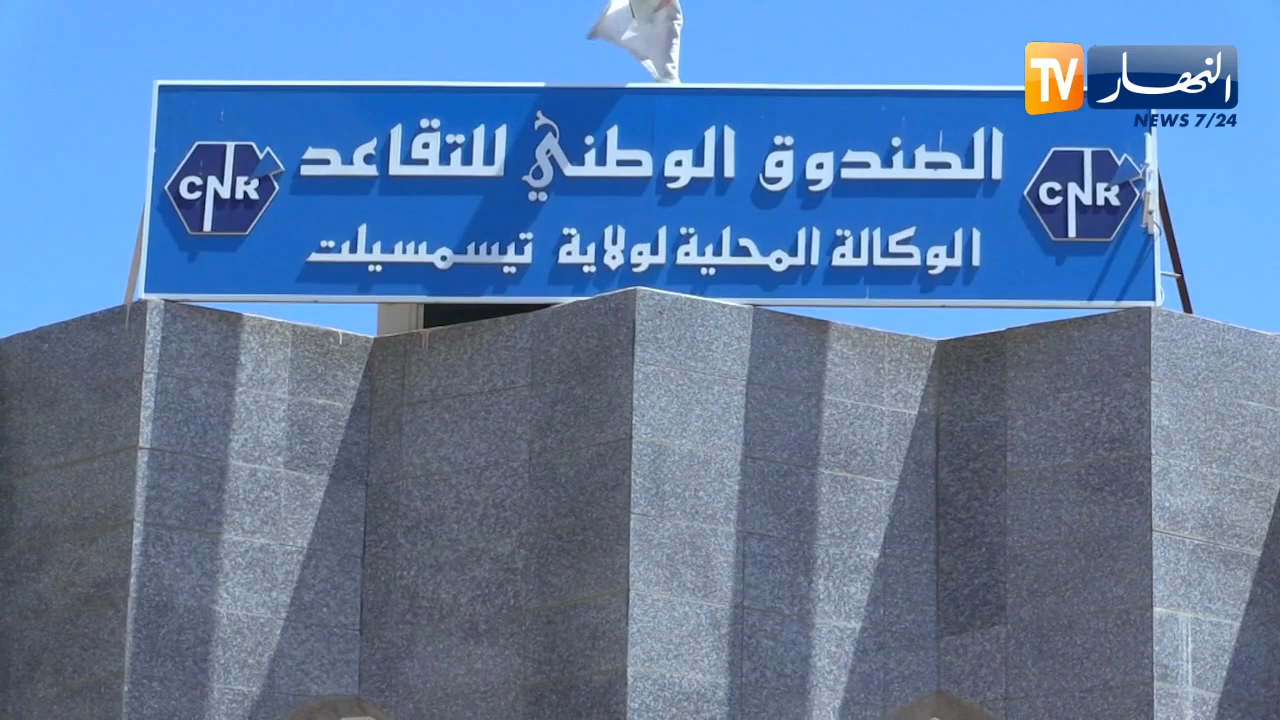 النهار TV
NEWS 7/24
الصندوق الوطني للتقاعد
الوكالة المحلية لولاية تيسمسيلت
CNR
CNR